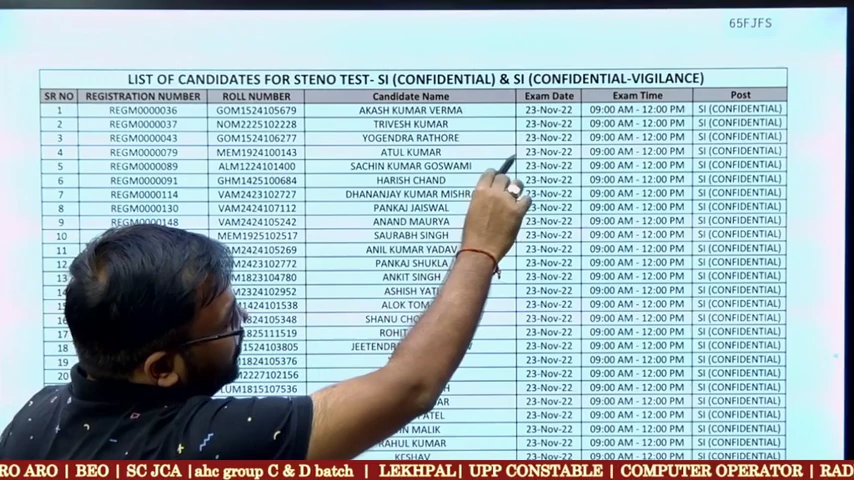 65FJFS
LIST OF CANDIDATES FOR STENO TEST- SI (CONFIDENTIAL) & SI (CONFIDENTIAL-VIGILANCE)
SR NO REGISTRATION NUMBER ROLL NUMBER Candidate Name Exam Date Exam Time Post
1 REGM0000036 GOM1524105679 AKASH KUMAR VERMA 23-Nov-22 09:00 AM - 12:00 PM SI (CONFIDENTIAL)
2 REGM0000037 NOM2225102228 TRIVESH KUMAR 23-Nov-22 09:00 AM - 12:00 PM SI (CONFIDENTIAL)
3 REGM0000043 GOM1524106277 YOGENDRA RATHORE 23-Nov-22 09:00 AM - 12:00 PM SI (CONFIDENTIAL)
4 REGM0000079 MEM1924100143 ATUL KUMAR 23-Nov-22 09:00 AM - 12:00 PM SI (CONFIDENTIAL)
5 REGM0000089 ALM1224101400 SACHIN KUMAR GOSWAMI 23-Nov-22 09:00 AM - 12:00 PM SI (CONFIDENTIAL)
6 REGM0000091 GHM1425100684 HARISH CHAND 23-Nov-22 09:00 AM - 12:00 PM SI (CONFIDENTIAL)
7 REGM0000114 VAM2423102727 DHANANJAY KUMAR MISHRA 23-Nov-22 09:00 AM - 12:00 PM SI (CONFIDENTIAL)
8 REGM0000130 VAM2424107112 PANKAJ JAISWAL 23-Nov-22 09:00 AM - 12:00 PM SI (CONFIDENTIAL)
9 REGM0000148 VAM2424105242 ANAND MAURYA 23-Nov-22 09:00 AM - 12:00 PM SI (CONFIDENTIAL)
10 MEM1925102517 SAURABH SINGH 23-Nov-22 09:00 AM - 12:00 PM SI (CONFIDENTIAL)
11 AM2424105269 ANIL KUMAR YADAV 23-Nov-22 09:00 AM - 12:00 PM SI (CONFIDENTIAL)
12 M2423102772 PANKAJ SHUKLA 23-Nov-22 09:00 AM - 12:00 PM SI (CONFIDENTIAL)
13 M1823104780 ANKIT SINGH 23-Nov-22 09:00 AM - 12:00 PM SI (CONFIDENTIAL)
14 M2324102952 ASHISH YATI 23-Nov-22 09:00 AM - 12:00 PM SI (CONFIDENTIAL)
15 1424101538 ALOK TOM 23-Nov-22 09:00 AM - 12:00 PM SI (CONFIDENTIAL)
16 824105348 SHANU CHO 23-Nov-22 09:00 AM - 12:00 PM SI (CONFIDENTIAL)
17 825111519 ROHIT 23-Nov-22 09:00 AM - 12:00 PM SI (CONFIDENTIAL)
18 1524103805 JEETENDR 23-Nov-22 09:00 AM - 12:00 PM SI (CONFIDENTIAL)
19 M1824105376 23-Nov-22 09:00 AM - 12:00 PM SI (CONFIDENTIAL)
20 M2227102156 23-Nov-22 09:00 AM - 12:00 PM SI (CONFIDENTIAL)
LUM1815107536 H 23-Nov-22 09:00 AM - 12:00 PM SI (CONFIDENTIAL)
AR 23-Nov-22 09:00 AM - 12:00 PM SI (CONFIDENTIAL)
PATEL 23-Nov-22 09:00 AM - 12:00 PM SI (CONFIDENTIAL)
IN MALIK 23-Nov-22 09:00 AM - 12:00 PM SI (CONFIDENTIAL)
RAHUL KUMAR 23-Nov-22 09:00 AM - 12:00 PM SI (CONFIDENTIAL)
KESHAV 23-Nov-22 09:00 AM - 12:00 PM SI (CONFIDENTIAL)
RO ARO | BEO | SC JCA |ahc group C & D batch | LEKHPAL| UPP CONSTABLE | COMPUTER OPERATOR | RAD